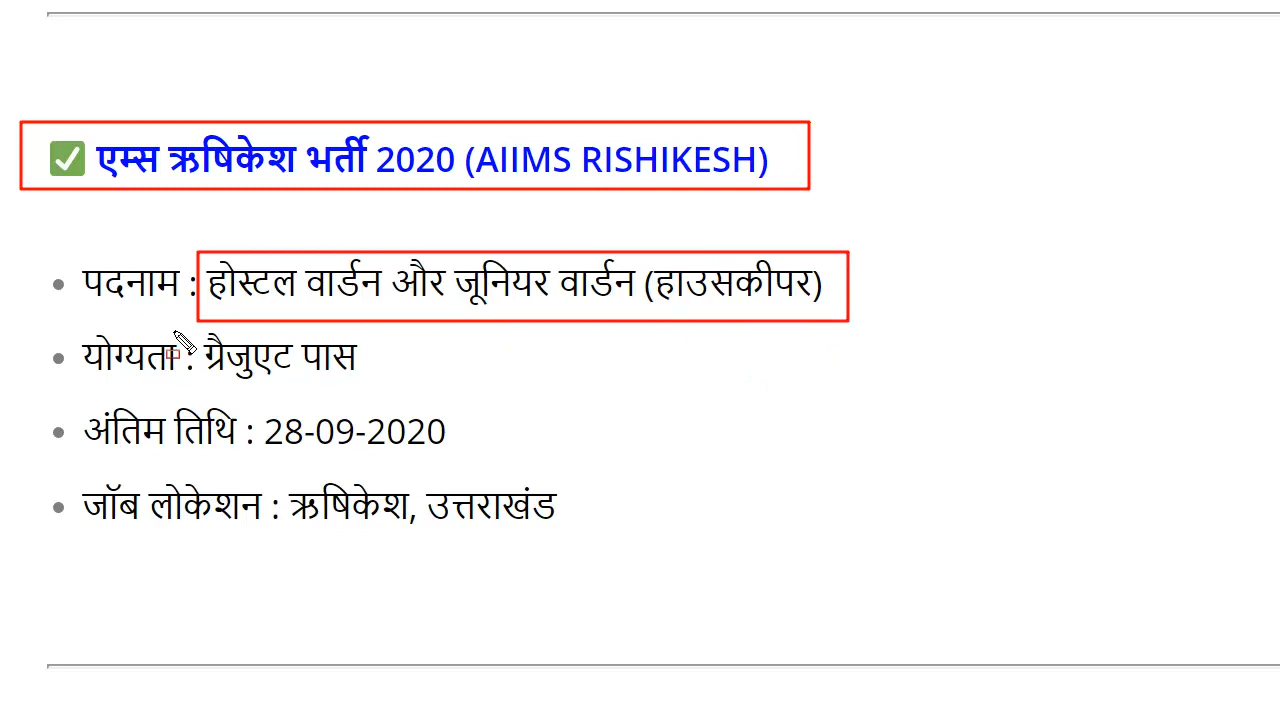 ✅ एम्स ऋषिकेश भर्ती 2020 (AIIMS RISHIKESH)
• पदनाम : होस्टल वार्डन और जूनियर वार्डन (हाउसकीपर)
• योग्यता : ग्रैजुएट पास
• अंतिम तिथि : 28-09-2020
• जॉब लोकेशन : ऋषिकेश, उत्तराखंड